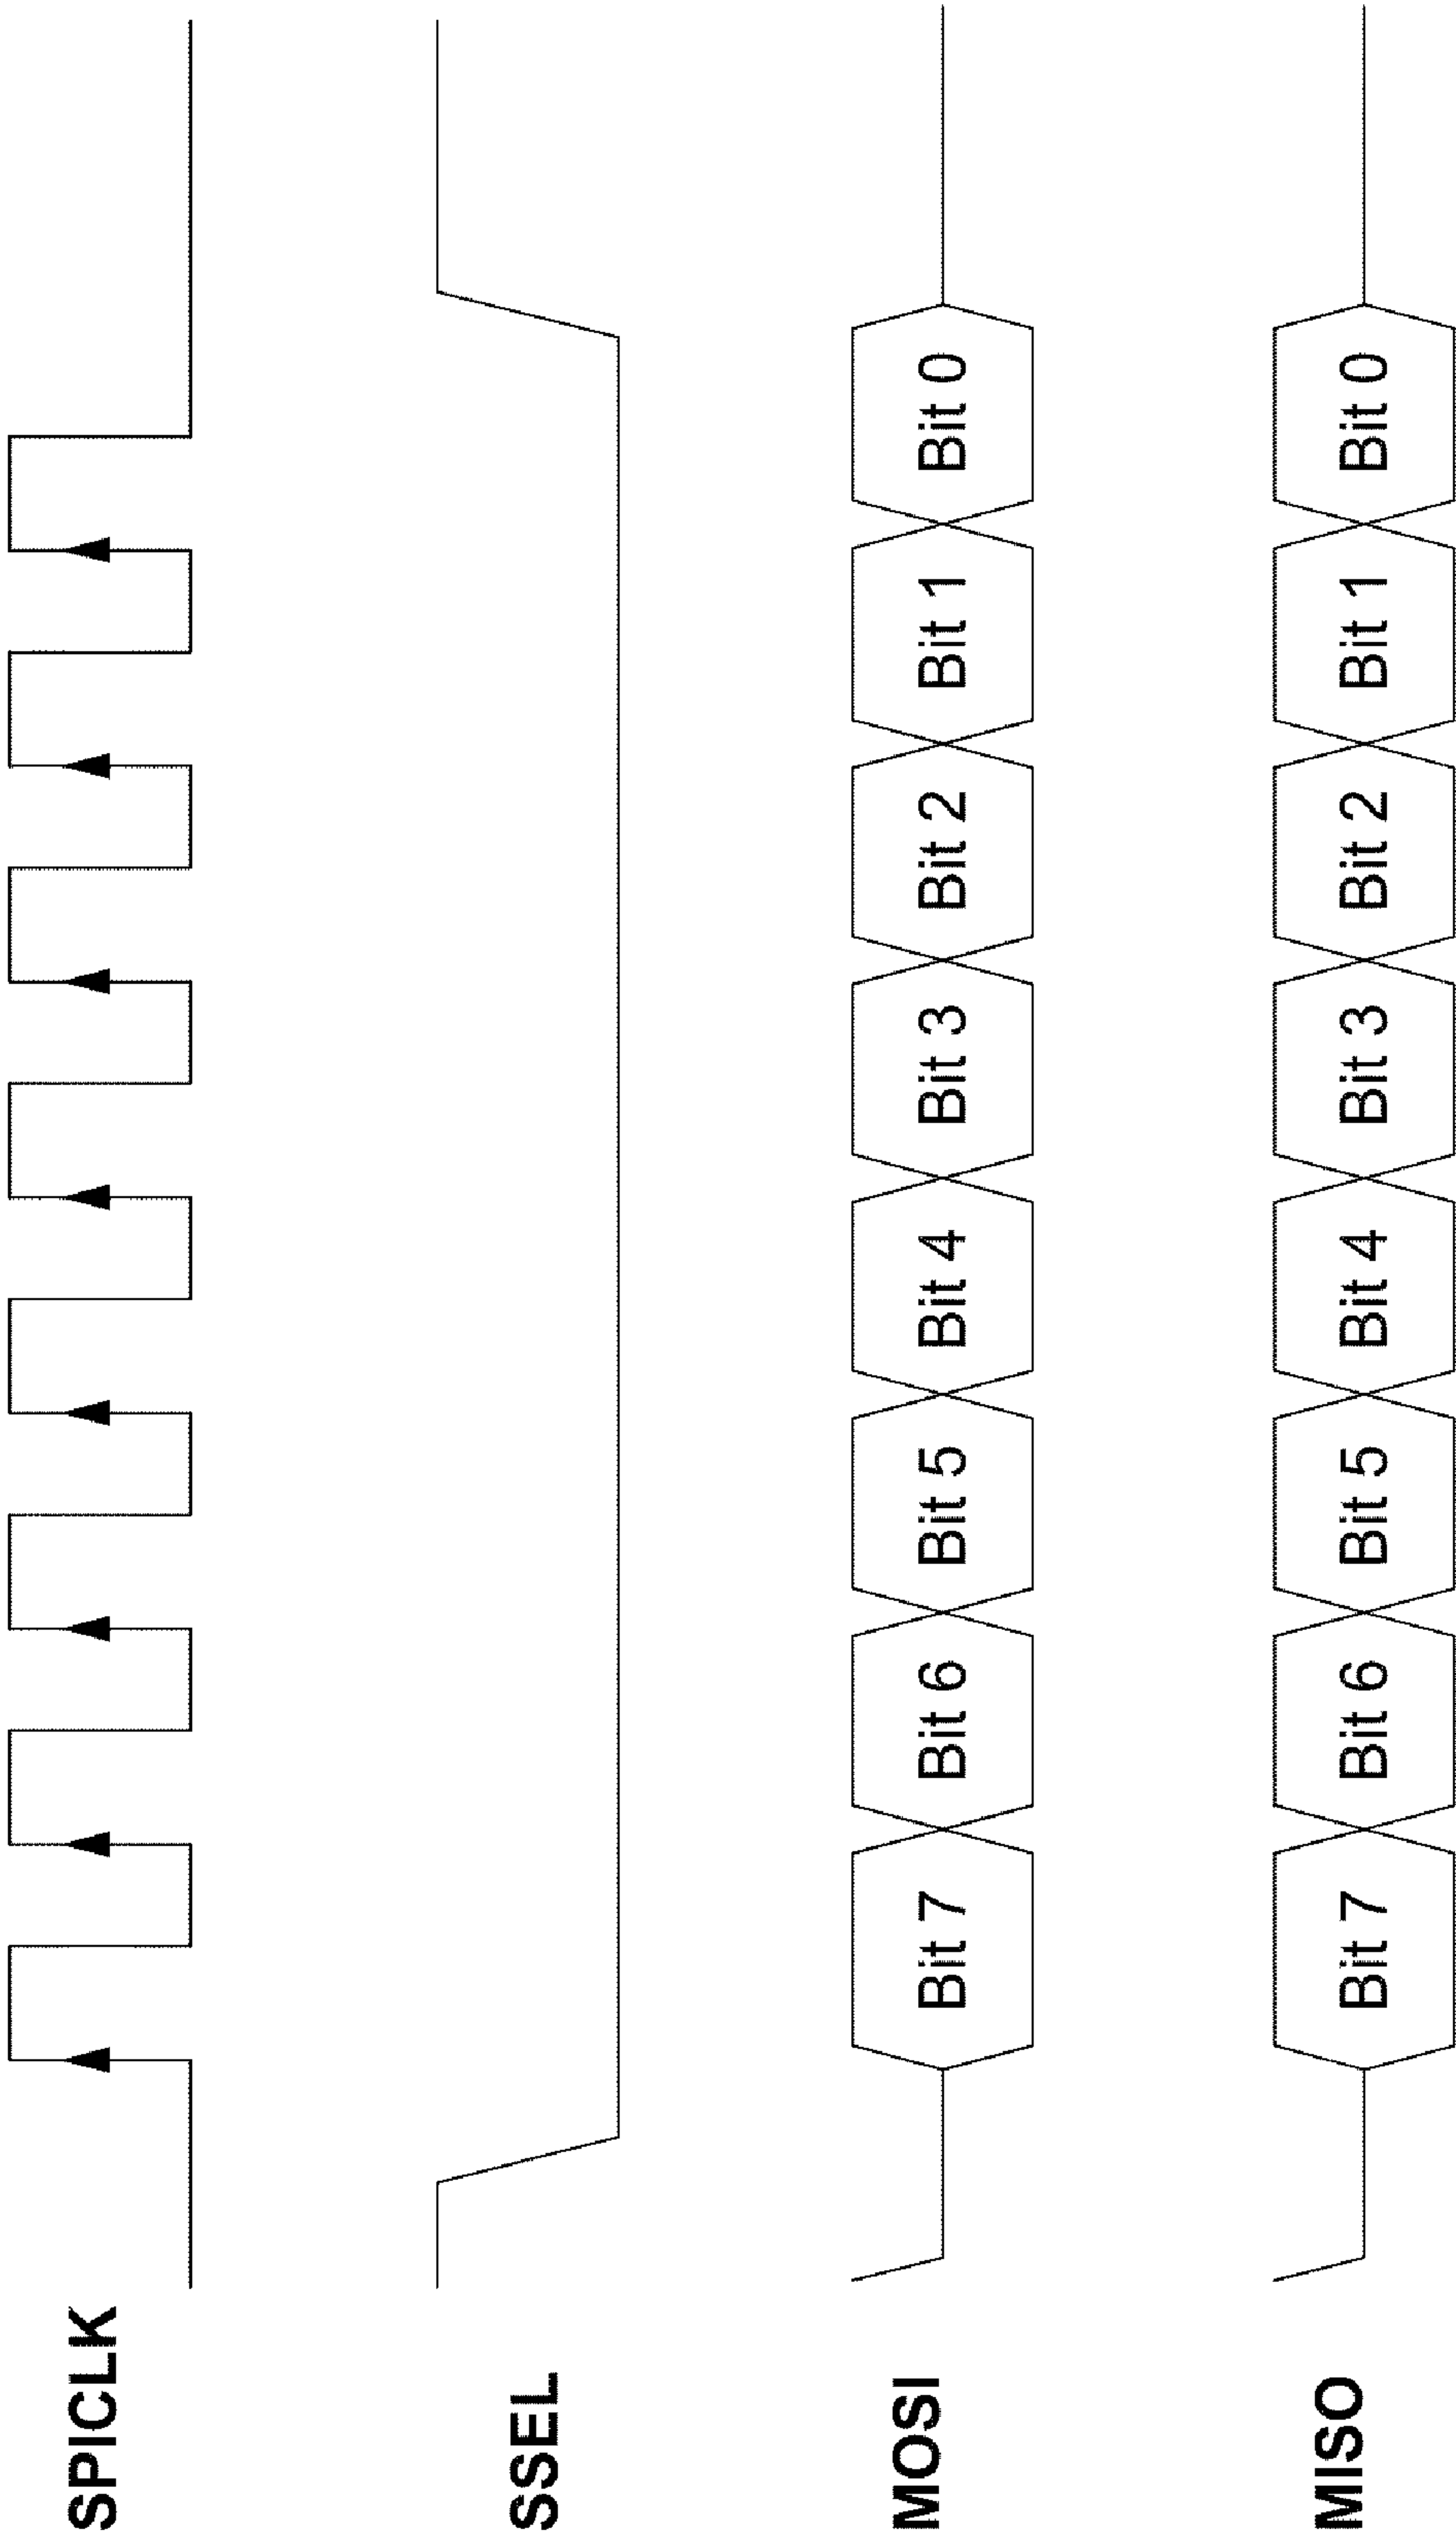 SPICLK
SSEL
MOSI Bit 7 Bit 6 Bit 5 Bit 4 Bit 3 Bit 2 Bit 1 Bit 0
MISO Bit 7 Bit 6 Bit 5 Bit 4 Bit 3 Bit 2 Bit 1 Bit 0